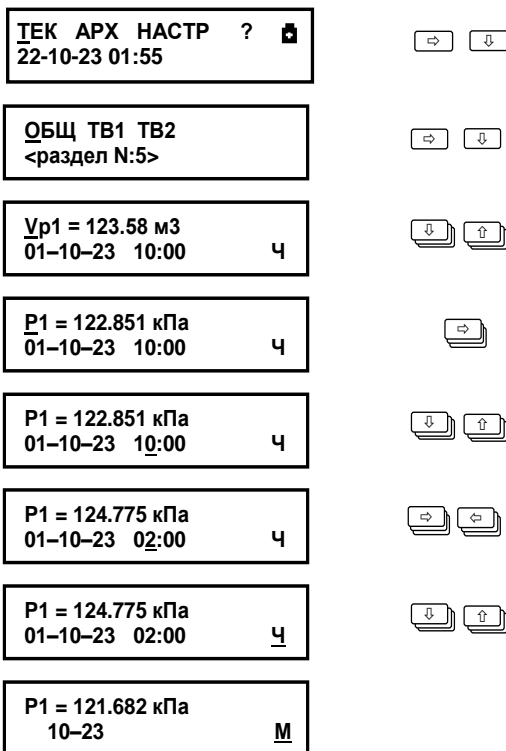 ТЕК АРХ НАСТР ?
22-10-23 01:55
ОБЩ ТВ1 ТВ2
<раздел N:5>
Vр1 = 123.58 м3
01–10–23 10:00 Ч
Р1 = 122.851 кПа
01–10–23 10:00 Ч
Р1 = 122.851 кПа
01–10–23 10:00 Ч
Р1 = 124.775 кПа
01–10–23 02:00 Ч
Р1 = 124.775 кПа
01–10–23 02:00 Ч
Р1 = 121.682 кПа
10–23 М